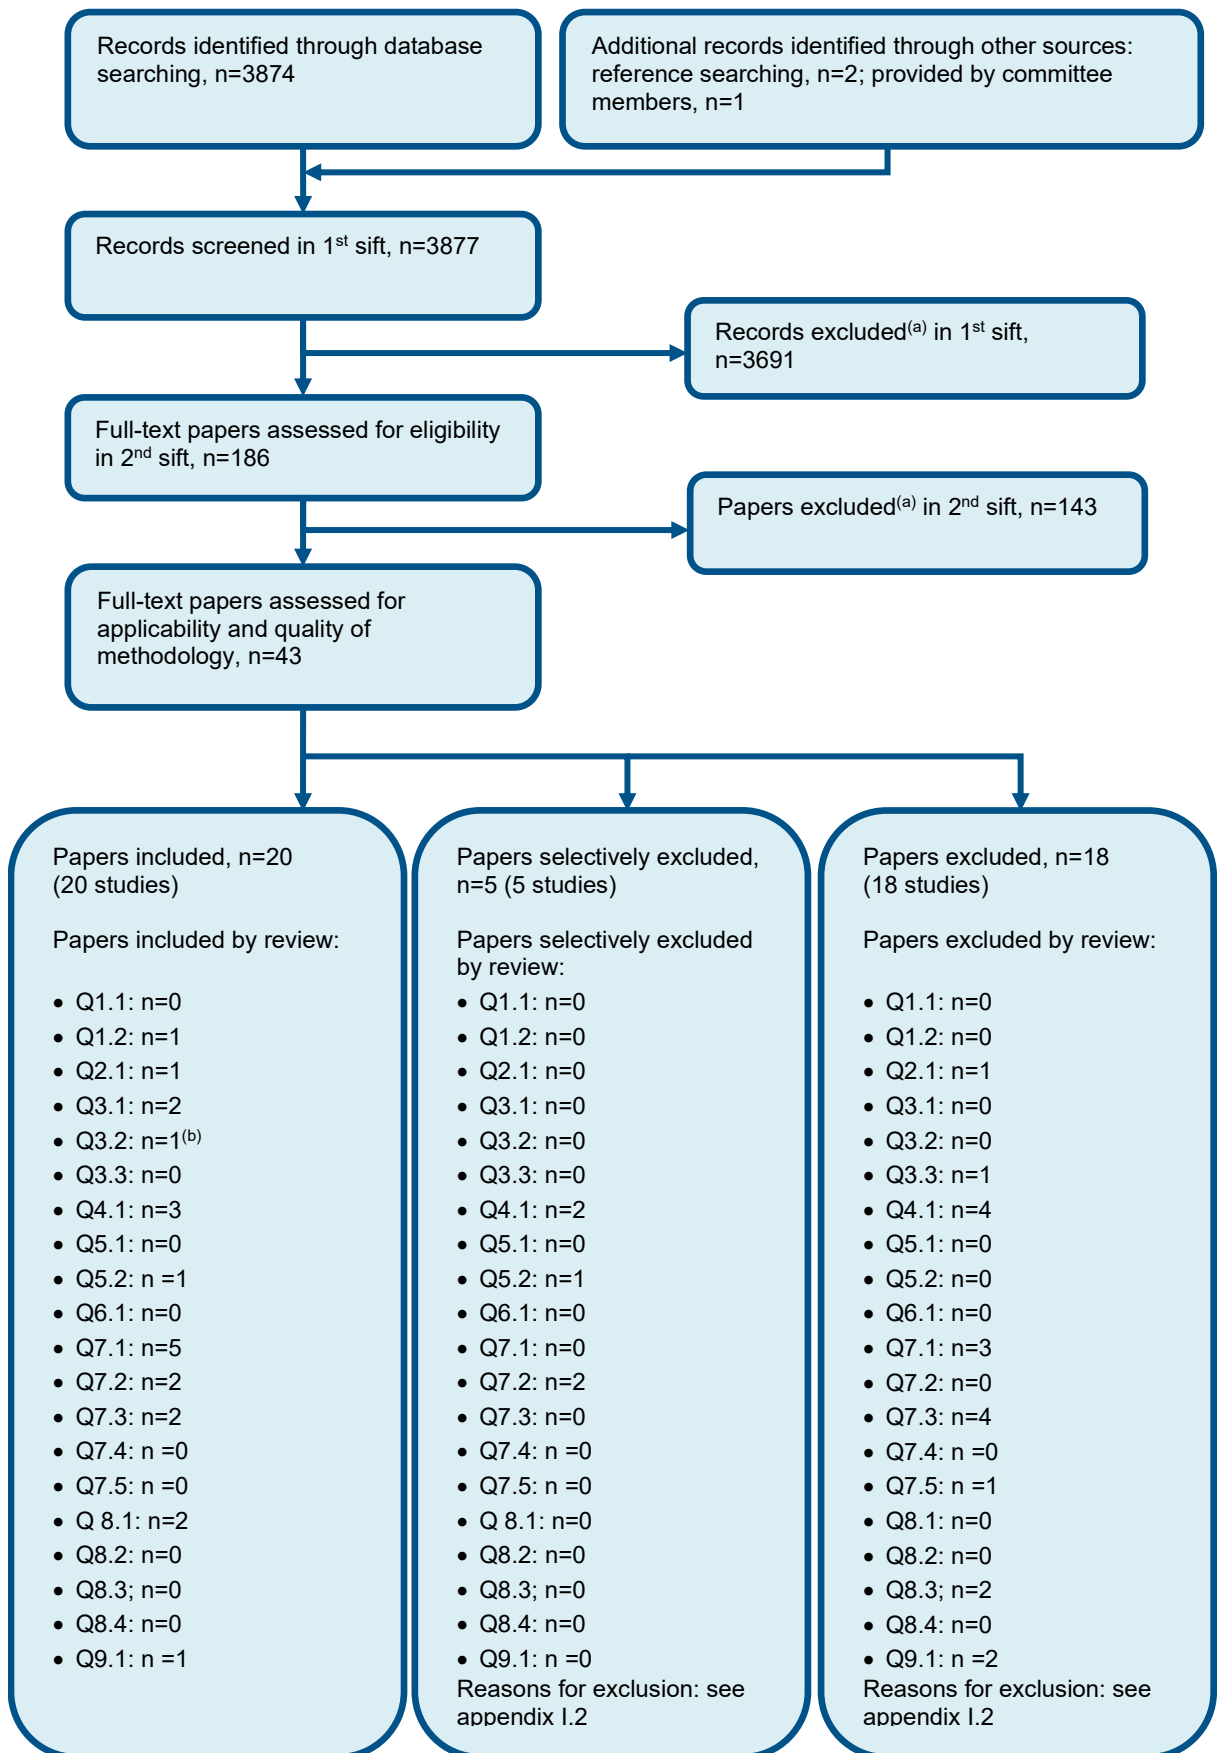 Records identified through database
searching, n=3874
Additional records identified through other sources:
reference searching, n=2; provided by committee
members, n=1
Records screened in 1st sift, n=3877
Records excluded(a) in 1st sift,
n=3691
Full-text papers assessed for eligibility
in 2nd sift, n=186
Papers excluded(a) in 2nd sift, n=143
Full-text papers assessed for
applicability and quality of
methodology, n=43
Papers included, n=20
(20 studies)
Papers included by review:
• Q1.1: n=0
• Q1.2: n=1
• Q2.1: n=1
• Q3.1: n=2
• Q3.2: n=1(b)
• Q3.3: n=0
• Q4.1: n=3
• Q5.1: n=0
• Q5.2: n =1
• Q6.1: n=0
• Q7.1: n=5
• Q7.2: n=2
• Q7.3: n=2
• Q7.4: n =0
• Q7.5: n =0
• Q 8.1: n=2
• Q8.2: n=0
• Q8.3; n=0
• Q8.4: n=0
• Q9.1: n =1
Papers selectively excluded,
n=5 (5 studies)
Papers selectively excluded
by review:
• Q1.1: n=0
• Q1.2: n=0
• Q2.1: n=0
• Q3.1: n=0
• Q3.2: n=0
• Q3.3: n=0
• Q4.1: n=2
• Q5.1: n=0
• Q5.2: n=1
• Q6.1: n=0
• Q7.1: n=0
• Q7.2: n=2
• Q7.3: n=0
• Q7.4: n =0
• Q7.5: n =0
• Q 8.1: n=0
• Q8.2: n=0
• Q8.3; n=0
• Q8.4: n=0
• Q9.1: n =0
Reasons for exclusion: see
appendix I.2
Papers excluded, n=18
(18 studies)
Papers excluded by review:
• Q1.1: n=0
• Q1.2: n=0
• Q2.1: n=1
• Q3.1: n=0
• Q3.2: n=0
• Q3.3: n=1
• Q4.1: n=4
• Q5.1: n=0
• Q5.2: n=0
• Q6.1: n=0
• Q7.1: n=3
• Q7.2: n=0
• Q7.3: n=4
• Q7.4: n =0
• Q7.5: n =1
• Q8.1: n=0
• Q8.2: n=0
• Q8.3; n=2
• Q8.4: n=0
• Q9.1: n =2
Reasons for exclusion: see
appendix I.2